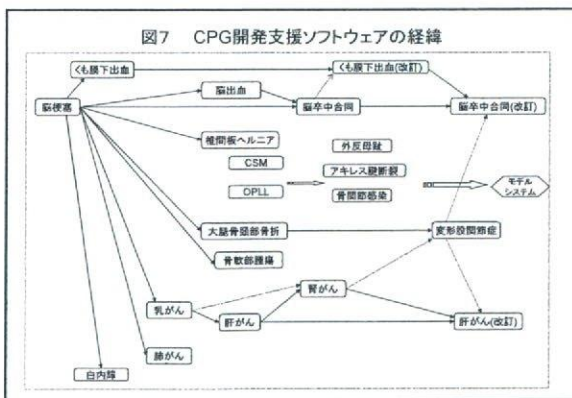 図7 CPG開発支援ソフトウェアの経緯
くも膜下出血
くも膜下出血(改訂)
脳梗塞
脳出血
脳卒中合同
脳卒中合同(改訂)
椎間板ヘルニア
外反母趾
CSM
アキレス腱断裂
OPLL
骨関節感染
モデル
システム
大腿骨頸部骨折
変形股関節症
骨軟部腫瘍
腎がん
乳がん
肝がん
肝がん(改訂)
肺がん
白内障